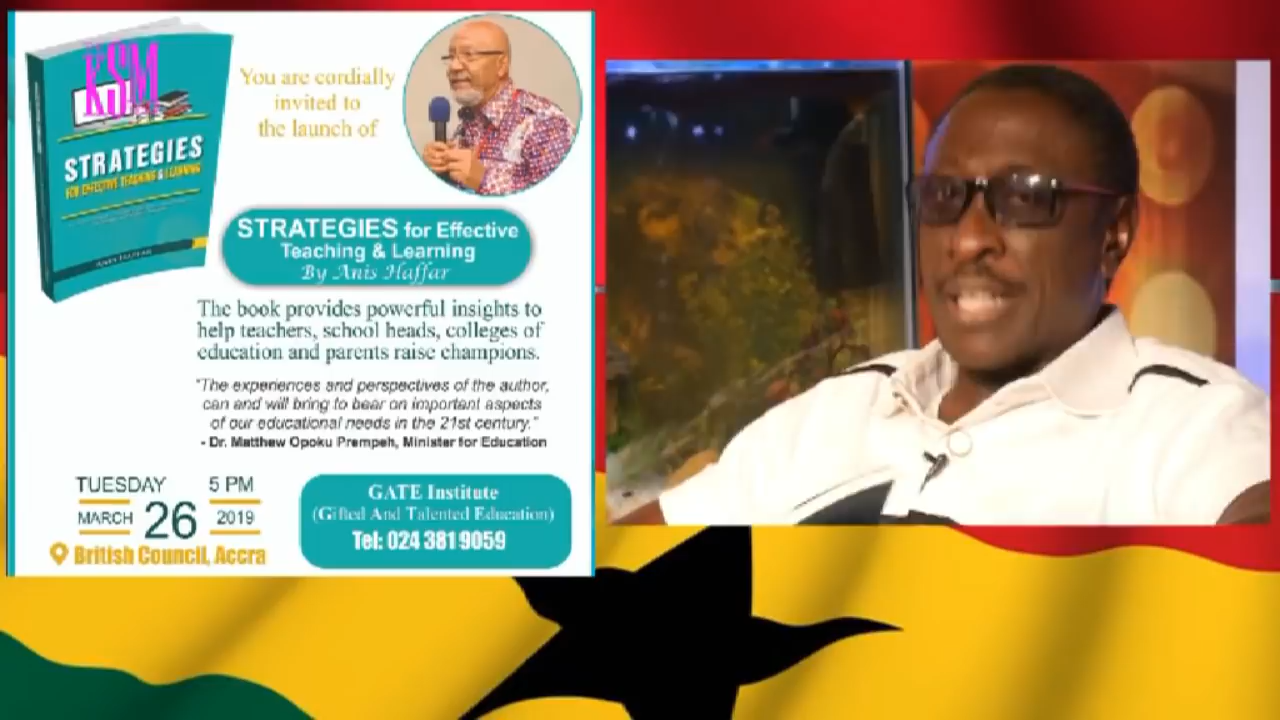 KSM
STRATEGIES
FOR EFFECTIVE TEACHING & LEARNING
You are cordially
invited to
the launch of
STRATEGIES for Effective
Teaching & Learning
By Anis Haffar
The book provides powerful insights to
help teachers, school heads, colleges of
education and parents raise champions.
"The experiences and perspectives of the author,
can and will bring to bear on important aspects
of our educational needs in the 21st century."
- Dr. Matthew Opoku Prempeh, Minister for Education
TUESDAY 5 PM
MARCH 26 2019
British Council, Accra
GATE Institute
(Gifted And Talented Education)
Tel: 024 381 9059